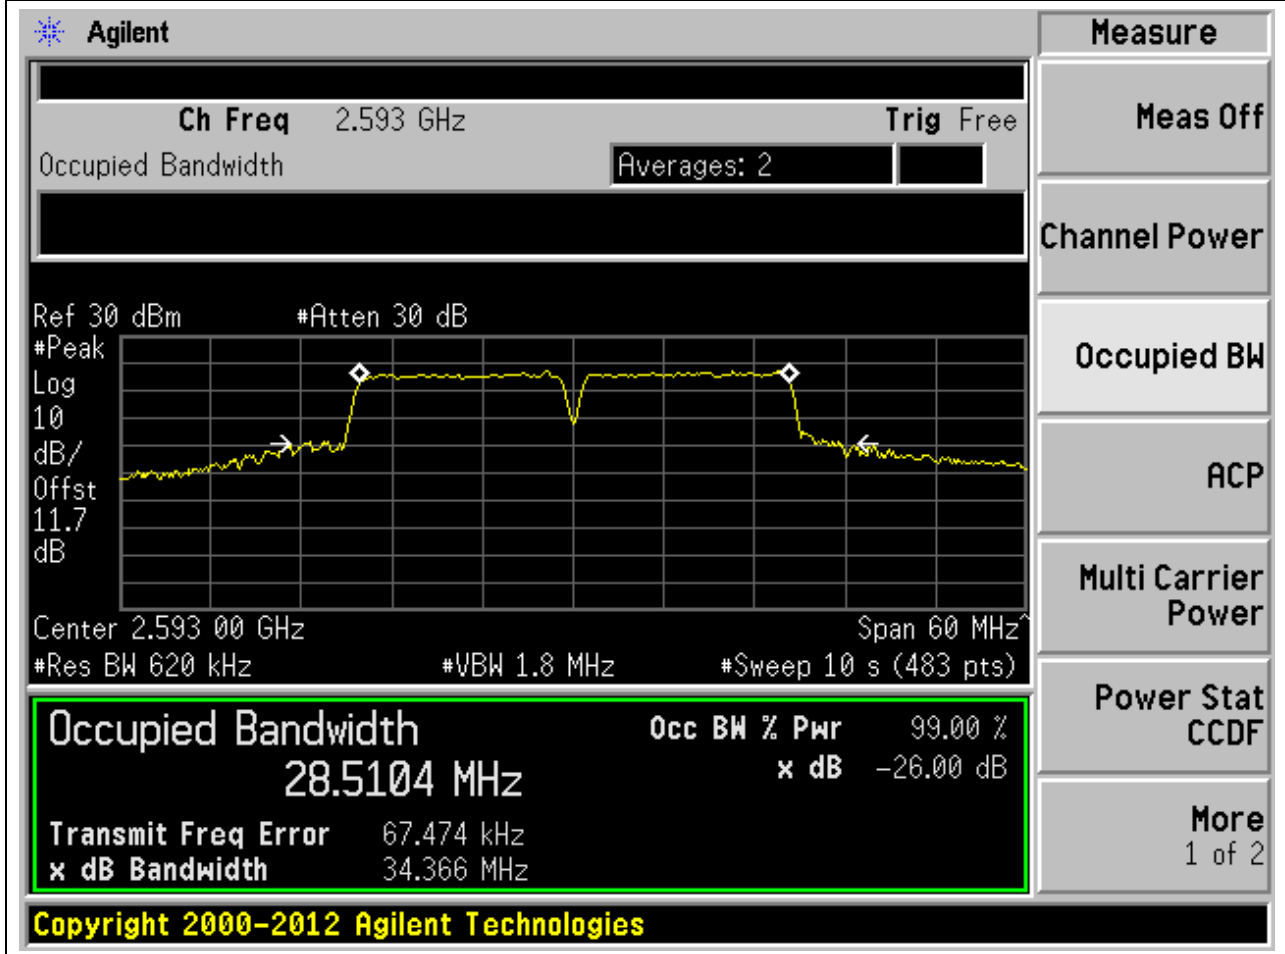 Agilent
Measure
Ch Freq 2.593 GHz Trig Free
Occupied Bandwidth Averages: 2
Meas Off
Channel Power
Occupied BW
ACP
Multi Carrier
Power
Power Stat
CCDF
More
1 of 2
Ref 30 dBm #Atten 30 dB
#Peak
Log
10
dB/
Offst
11.7
dB
Center 2.593 00 GHz Span 60 MHz^
#Res BW 620 kHz #VBW 1.8 MHz #Sweep 10 s (483 pts)
Occupied Bandwidth Occ BW % Pwr 99.00 %
28.5104 MHz x dB -26.00 dB
Transmit Freq Error 67.474 kHz
x dB Bandwidth 34.366 MHz
Copyright 2000-2012 Agilent Technologies